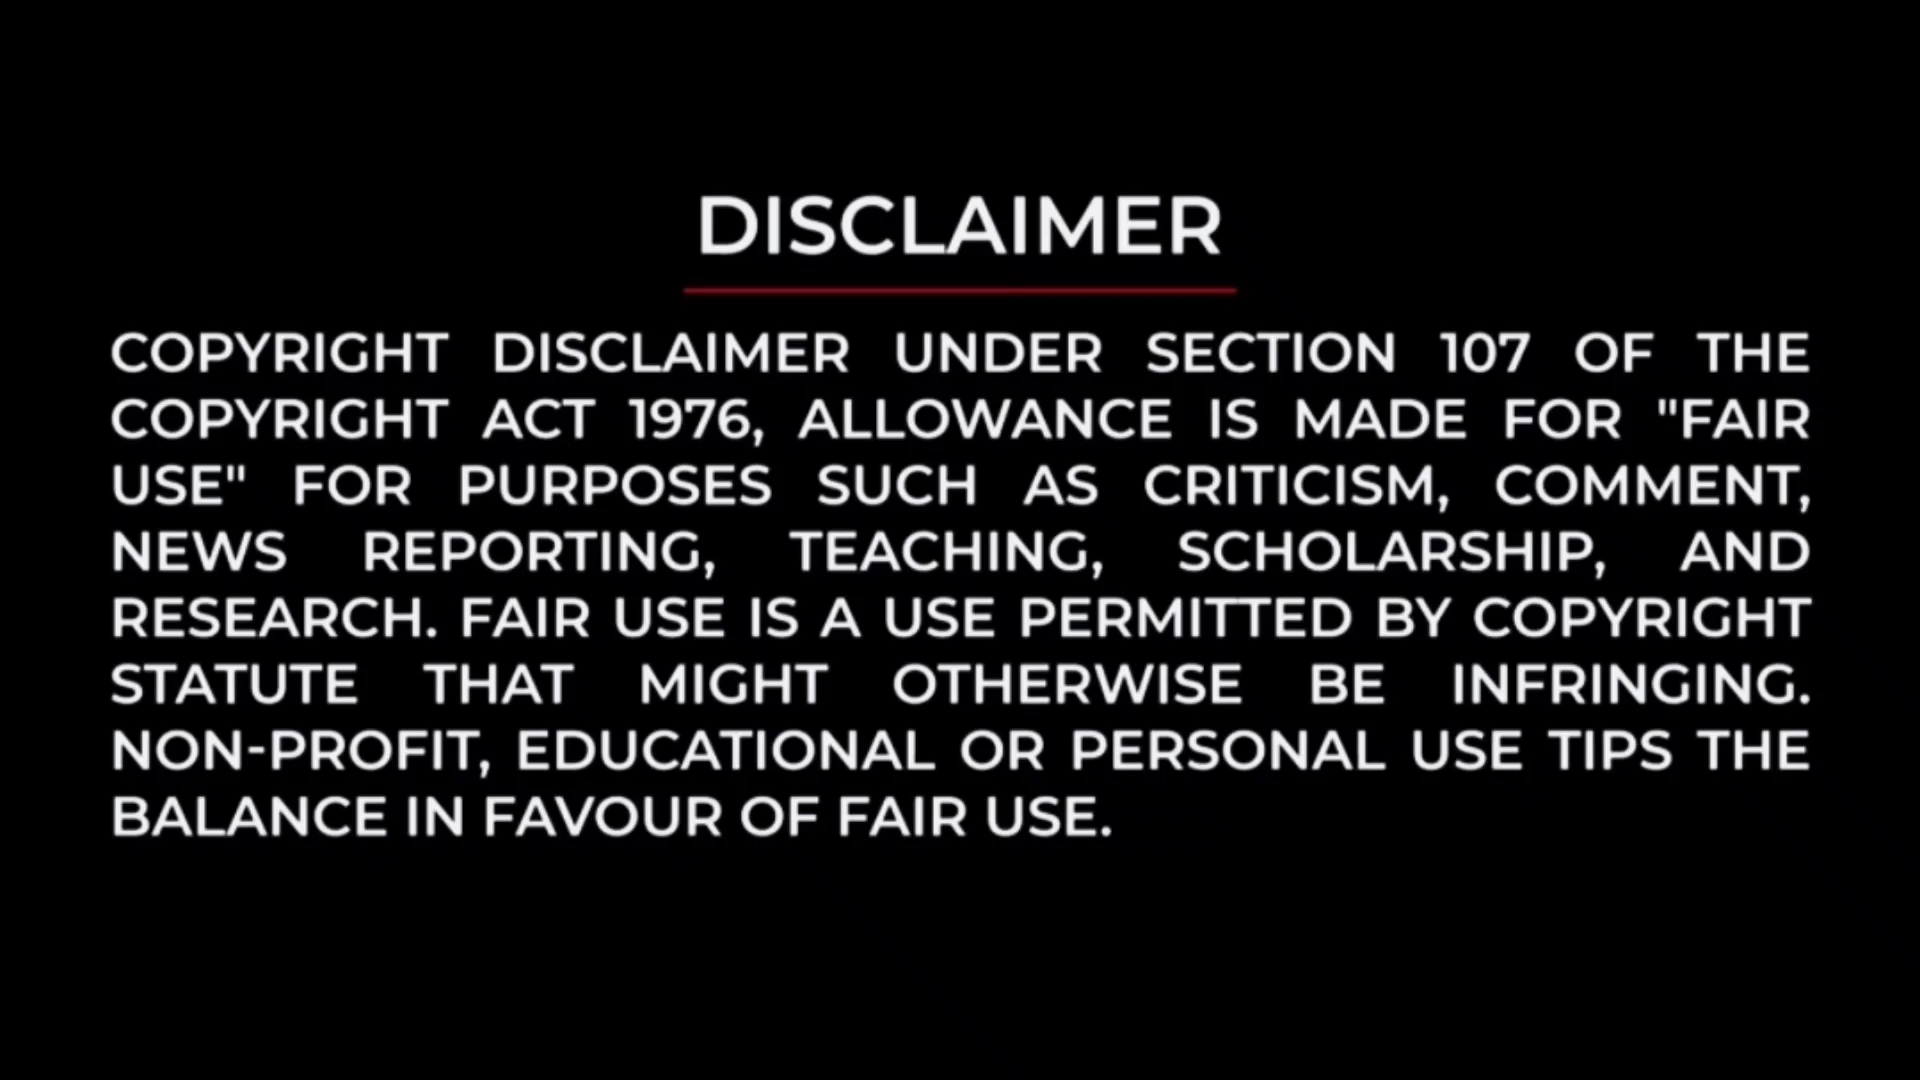 DISCLAIMER
COPYRIGHT DISCLAIMER UNDER SECTION 107 OF THE
COPYRIGHT ACT 1976, ALLOWANCE IS MADE FOR "FAIR
USE" FOR PURPOSES SUCH AS CRITICISM, COMMENT,
NEWS REPORTING, TEACHING, SCHOLARSHIP, AND
RESEARCH. FAIR USE IS A USE PERMITTED BY COPYRIGHT
STATUTE THAT MIGHT OTHERWISE BE INFRINGING.
NON-PROFIT, EDUCATIONAL OR PERSONAL USE TIPS THE
BALANCE IN FAVOUR OF FAIR USE.